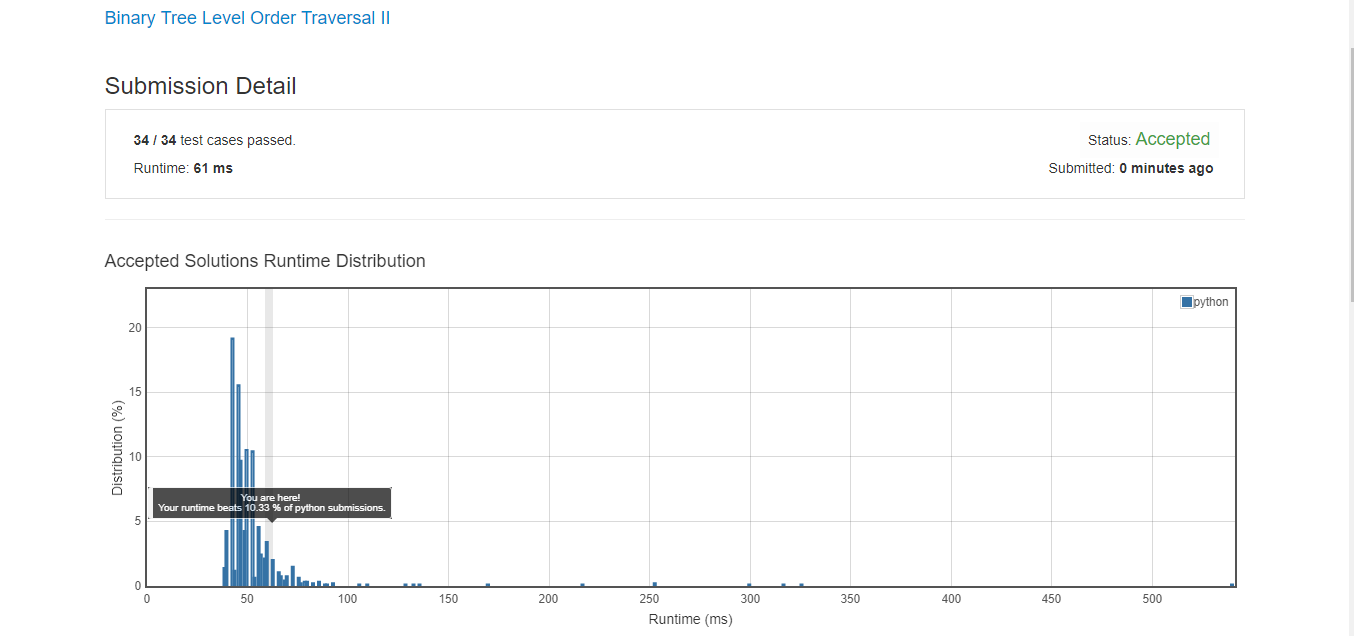 Binary Tree Level Order Traversal II
Submission Detail
34 / 34 test cases passed.
Status: Accepted
Runtime: 61 ms
Submitted: 0 minutes ago
Accepted Solutions Runtime Distribution
python
20
15
10
5
0
Distribution (%)
You are here!
Your runtime beats 10.33 % of python submissions.
0
50
100
150
200
250
300
350
400
450
500
Runtime (ms)